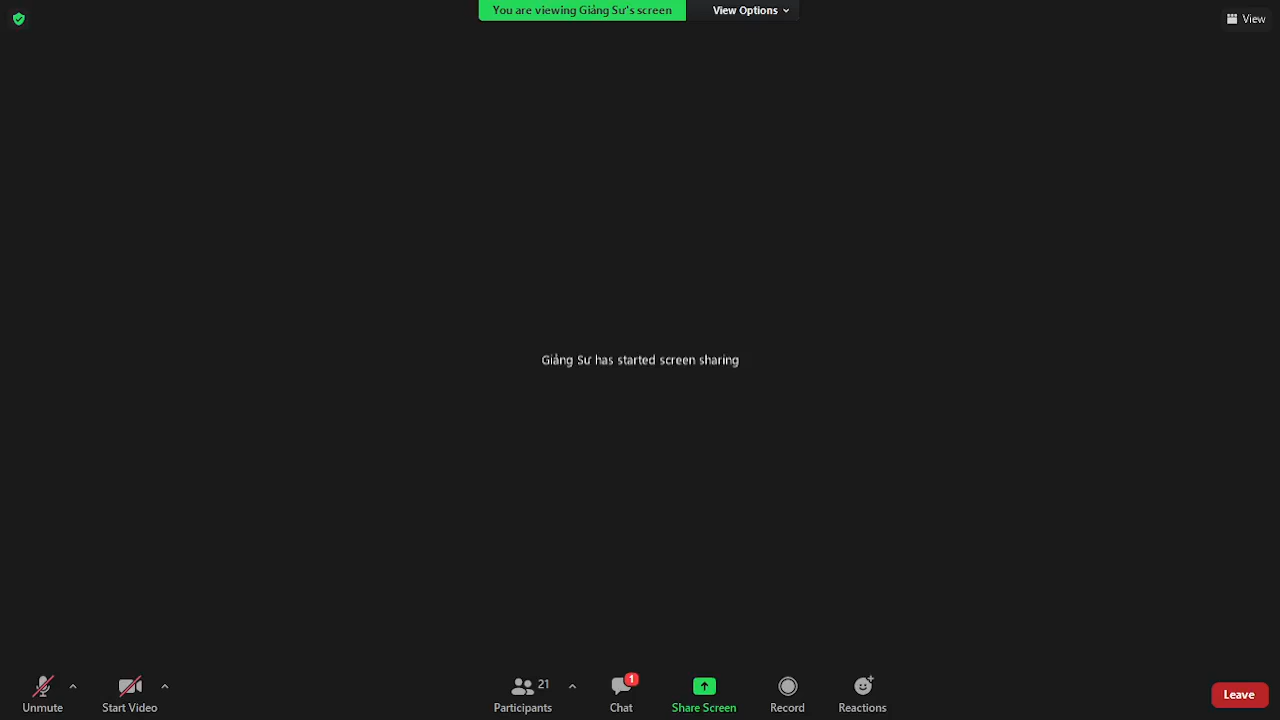 You are viewing Giảng Sư's screen
View Options
View
Giảng Sư has started screen sharing
21
1
Unmute
Start Video
Participants
Chat
Share Screen
Record
Reactions
Leave